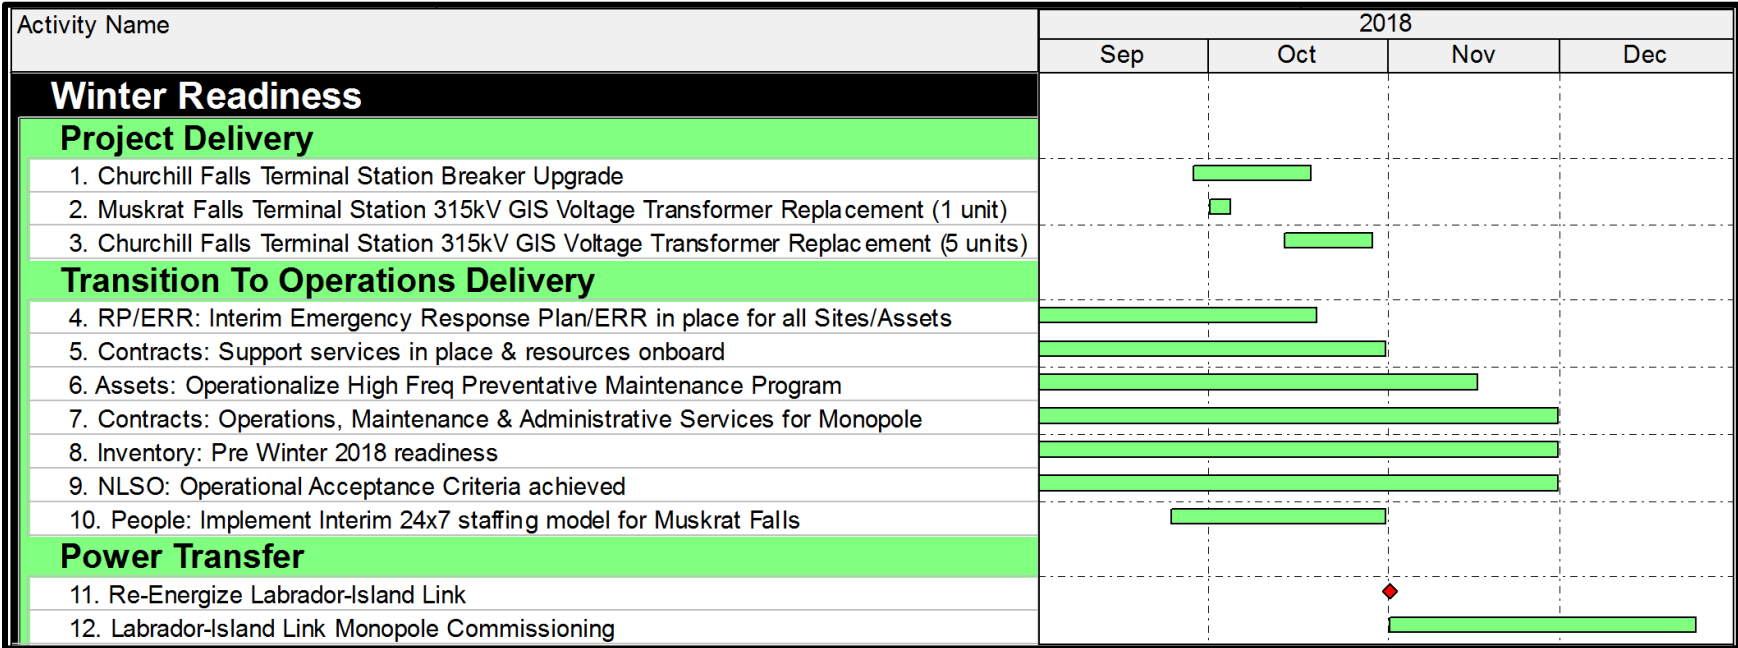 Activity Name
2018
Sep Oct Nov Dec
Winter Readiness
Project Delivery
1. Churchill Falls Terminal Station Breaker Upgrade
2. Muskrat Falls Terminal Station 315kV GIS Voltage Transformer Replacement (1 unit)
3. Churchill Falls Terminal Station 315kV GIS Voltage Transformer Replacement (5 units)
Transition To Operations Delivery
4. RP/ERR: Interim Emergency Response Plan/ERR in place for all Sites/Assets
5. Contracts: Support services in place & resources onboard
6. Assets: Operationalize High Freq Preventative Maintenance Program
7. Contracts: Operations, Maintenance & Administrative Services for Monopole
8. Inventory: Pre Winter 2018 readiness
9. NLSO: Operational Acceptance Criteria achieved
10. People: Implement Interim 24x7 staffing model for Muskrat Falls
Power Transfer
11. Re-Energize Labrador-Island Link
12. Labrador-Island Link Monopole Commissioning